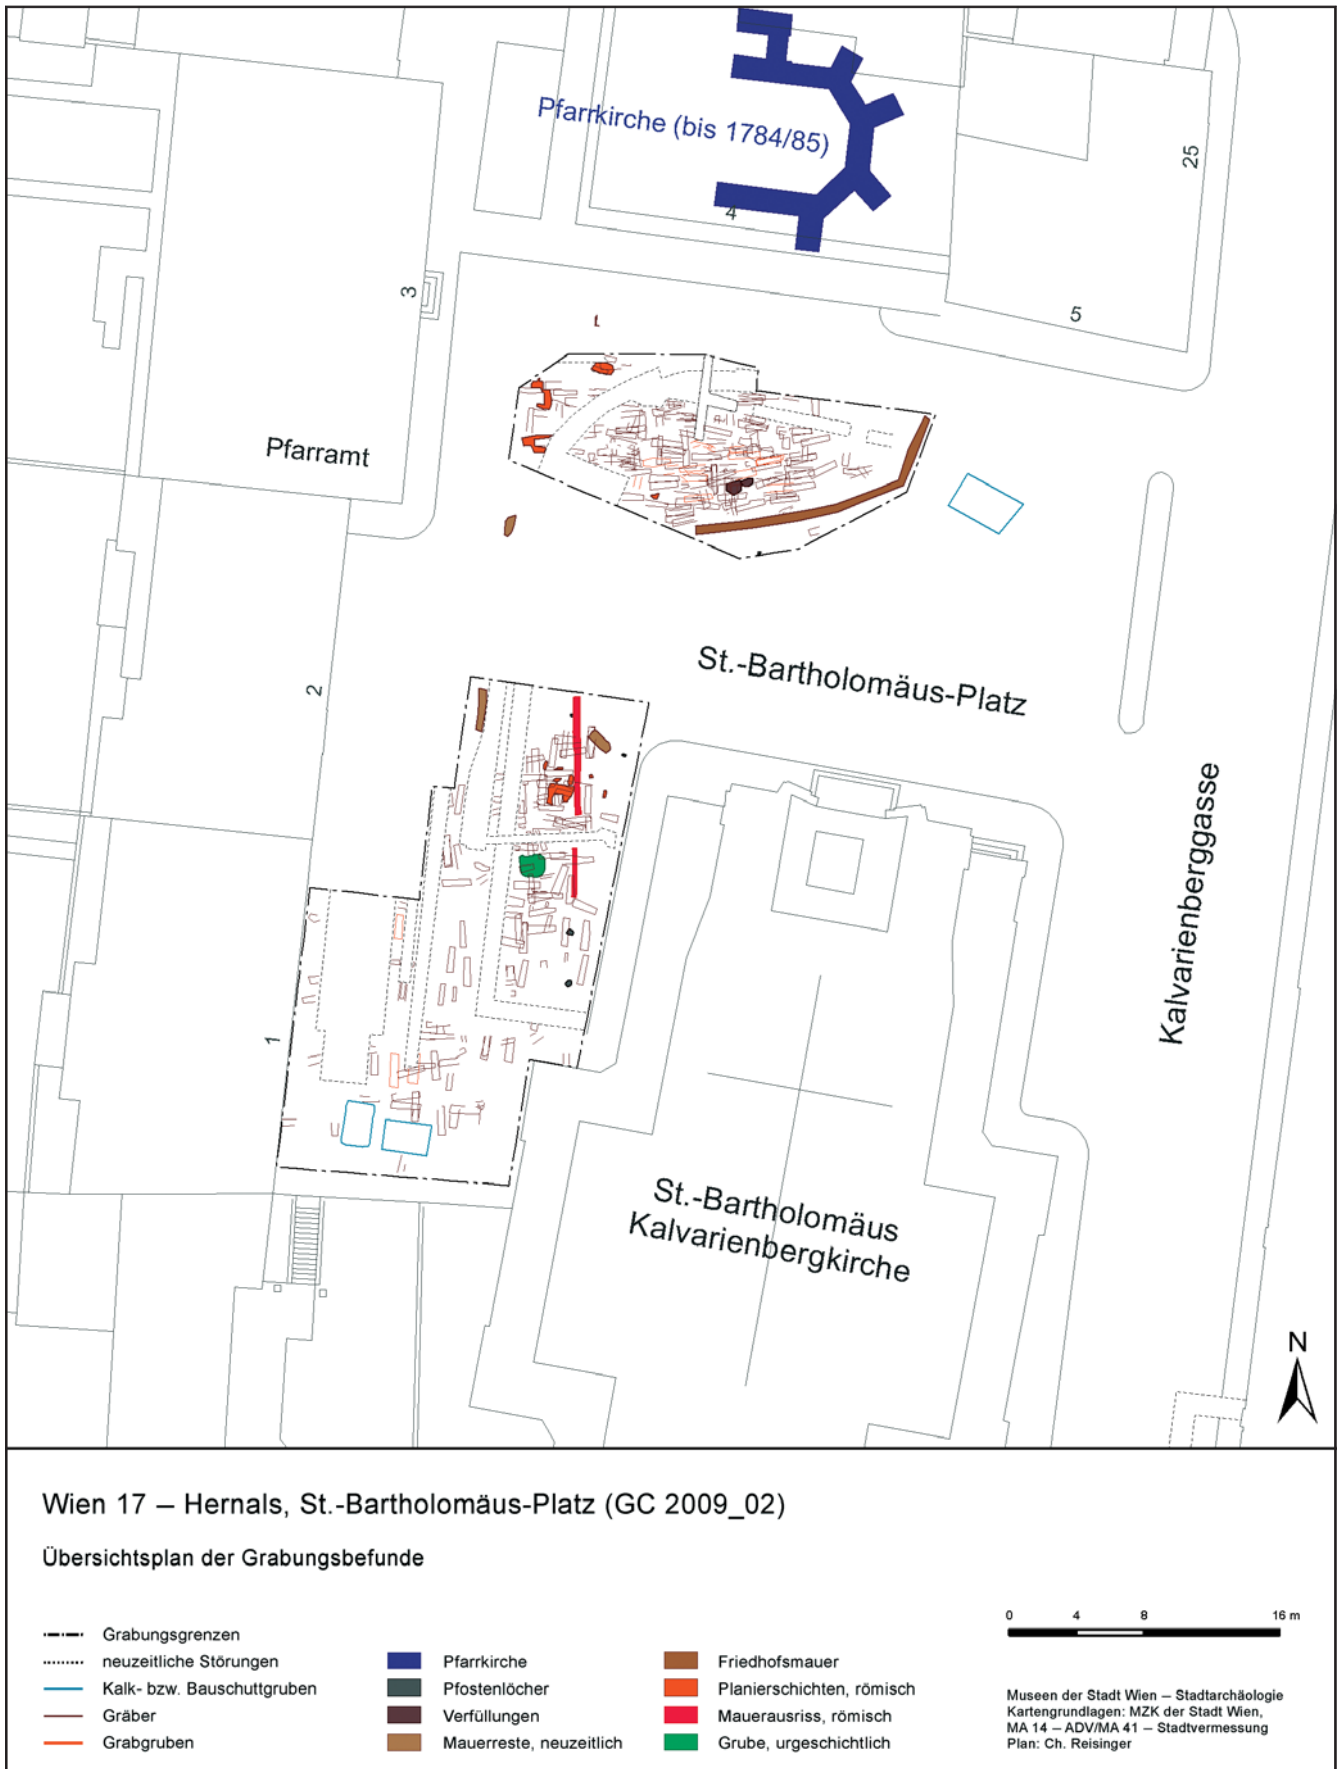 Pfarrkirche (bis 1784/85)
4
25
3
5
Pfarramt
2
St.-Bartholomäus-Platz
Kalvarienberggasse
1
St.-Bartholomäus
Kalvarienbergkirche
N
Wien 17 – Hernals, St.-Bartholomäus-Platz (GC 2009_02)
Übersichtsplan der Grabungsbefunde
Grabungsgrenzen
neuzeitliche Störungen
Kalk- bzw. Bauschuttgruben
Gräber
Grabgruben
Pfarrkirche
Pfostenlöcher
Verfüllungen
Mauerreste, neuzeitlich
Friedhofsmauer
Planierschichten, römisch
Mauerausriss, römisch
Grube, urgeschichtlich
0 4 8 16 m
Museen der Stadt Wien – Stadtarchäologie
Kartengrundlagen: MZK der Stadt Wien,
MA 14 – ADV/MA 41 – Stadtvermessung
Plan: Ch. Reisinger